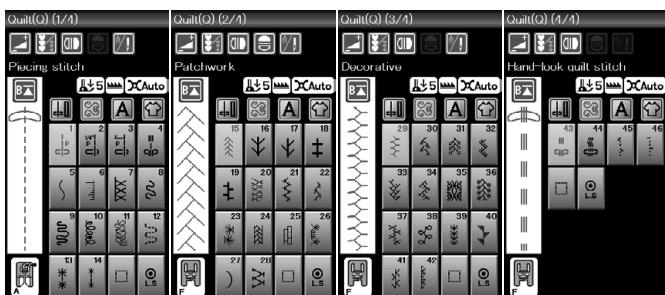 Quilt(Q) (1/4)
Piecing stitch
B 5 Auto
A
1 2 3 4
5 6 7 8
9 10 11 12
13 14 L.S
A
Quilt(Q) (2/4)
Patchwork
B 5 Auto
A
15 16 17 18
19 20 21 22
23 24 25 26
27 28 L.S
F
Quilt(Q) (3/4)
Decorative
B 5 Auto
A
29 30 31 32
33 34 35 36
37 38 39 40
41 42 L.S
F
Quilt(Q) (4/4)
Hand-look quilt stitch
B 5 Auto
A
43 44 45 46
L.S
F